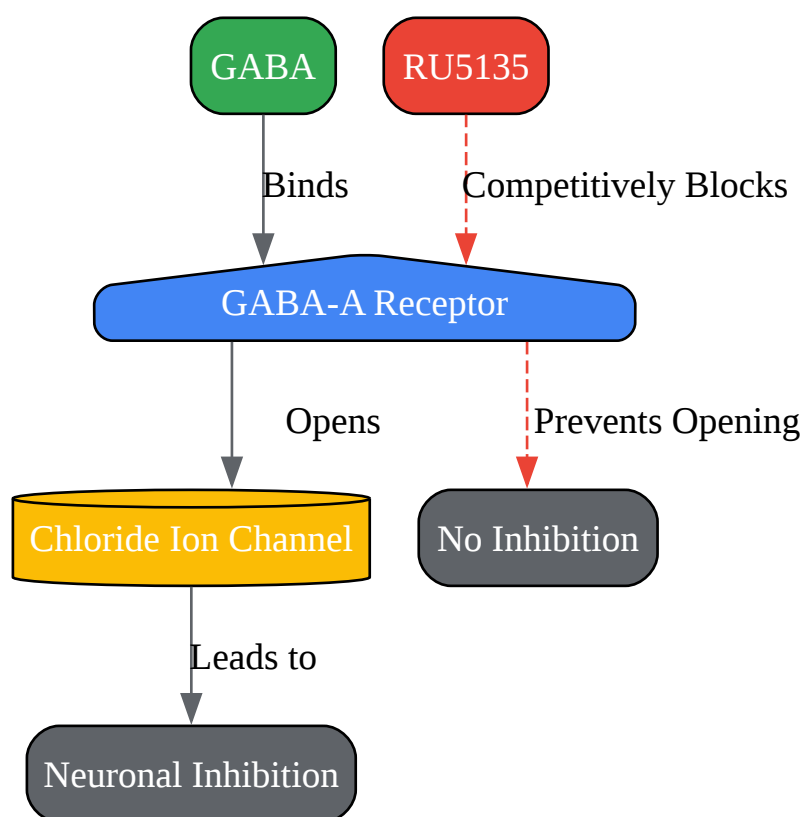 GABA
RU5135
Binds
Competitively Blocks
GABA-A Receptor
Opens
Prevents Opening
Chloride Ion Channel
No Inhibition
Leads to
Neuronal Inhibition